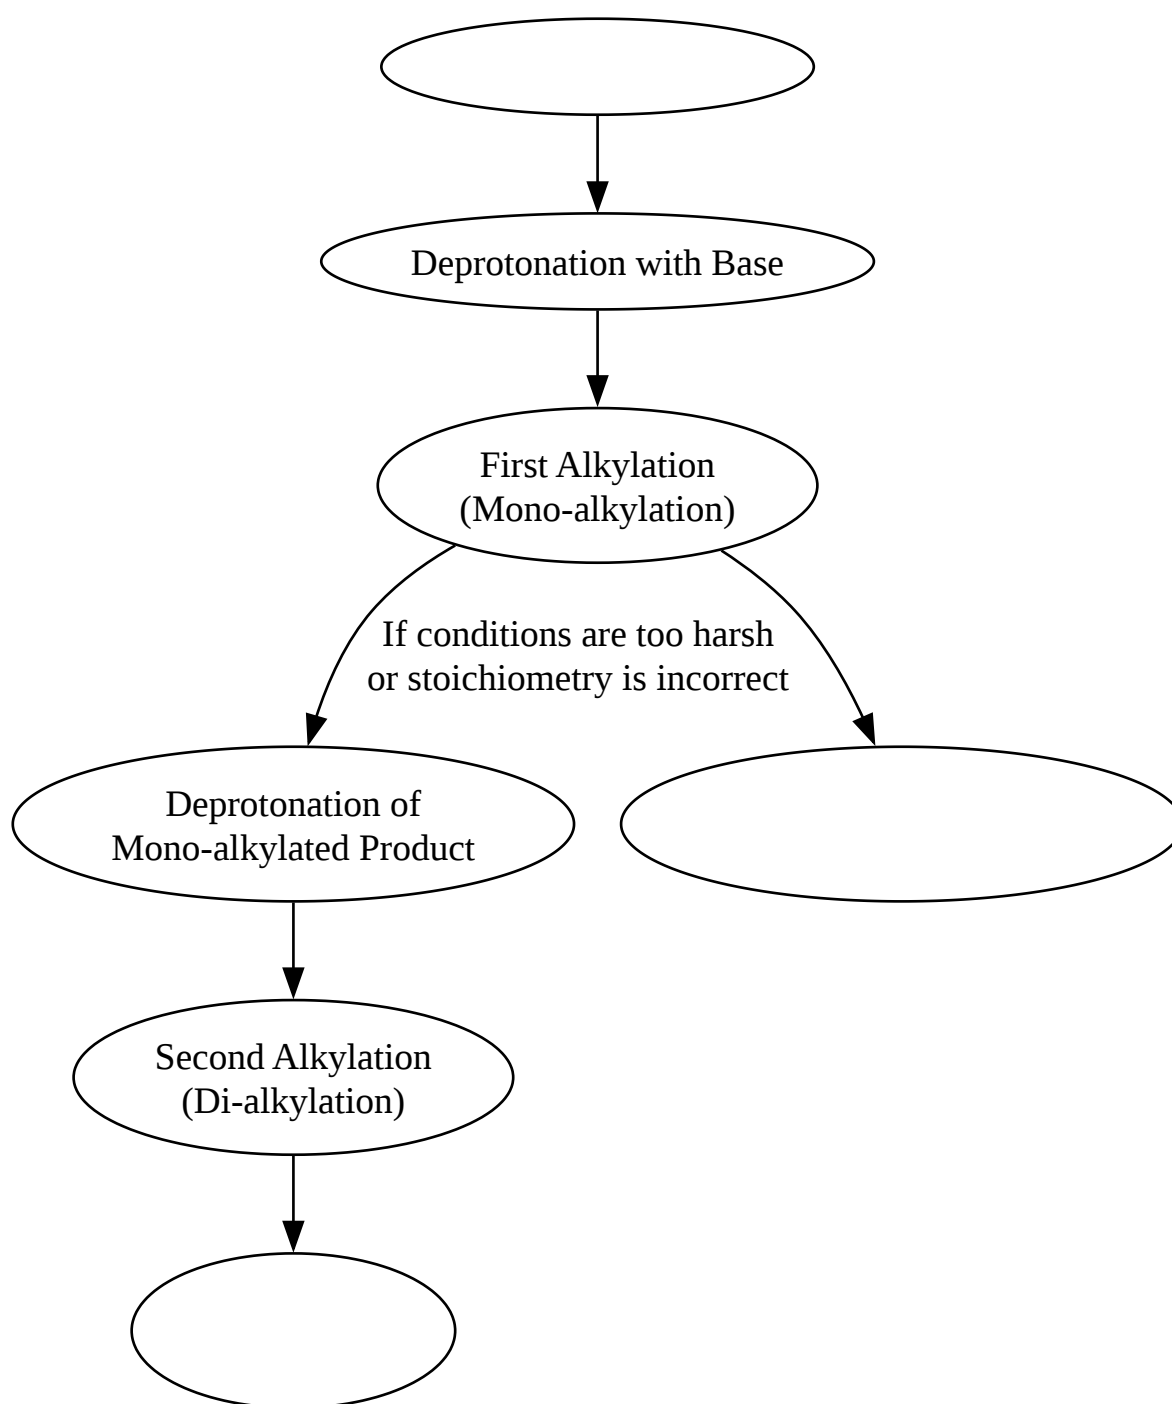 Deprotonation with Base
First Alkylation
(Mono-alkylation)
If conditions are too harsh
or stoichiometry is incorrect
Deprotonation of
Mono-alkylated Product
Second Alkylation
(Di-alkylation)